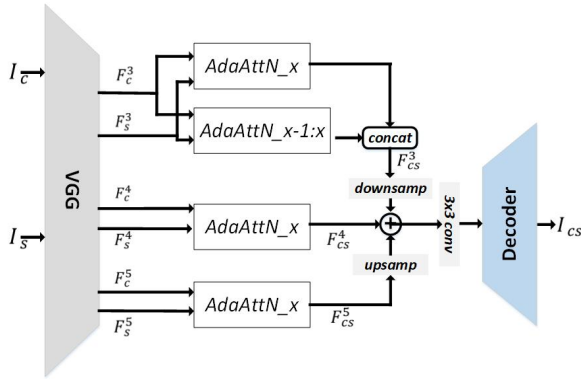 I_c
I_s
VGG
F_c^3
F_s^3
AdaAttN_x
AdaAttN_x-1:x
concat
F_cs^3
downsamp
F_c^4
F_s^4
AdaAttN_x
F_cs^4
+
3x3 conv
Decoder
I_cs
upsamp
F_c^5
F_s^5
AdaAttN_x
F_cs^5